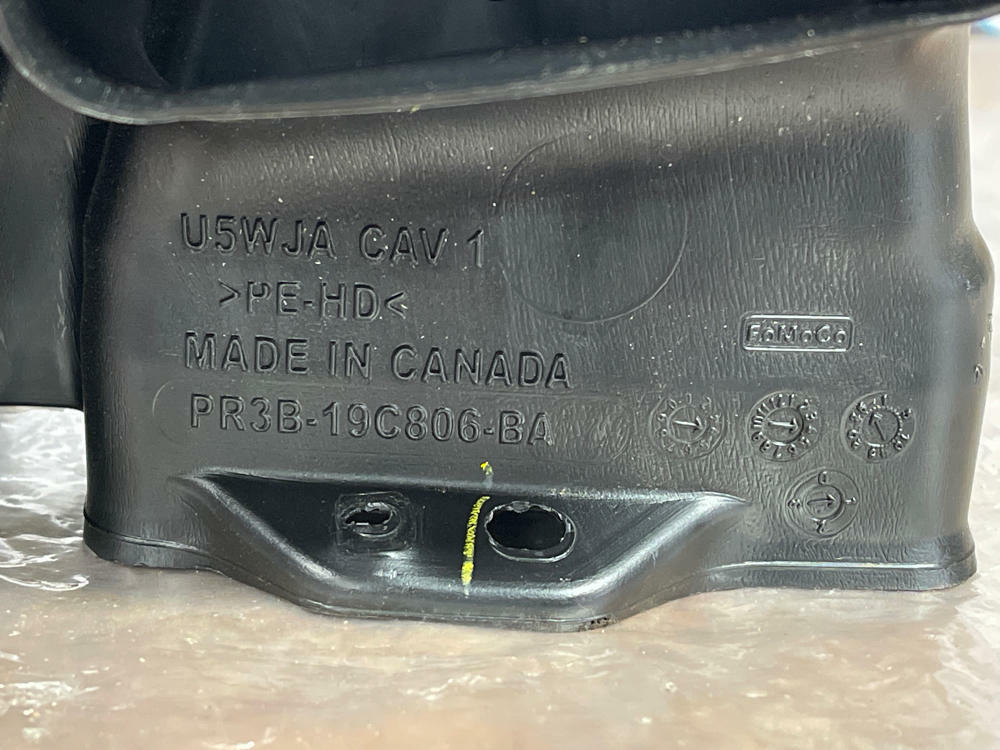 U5WJA CAV 1
>PE-HD<
MADE IN CANADA
FoMoCo
PR3B-19C806-BA